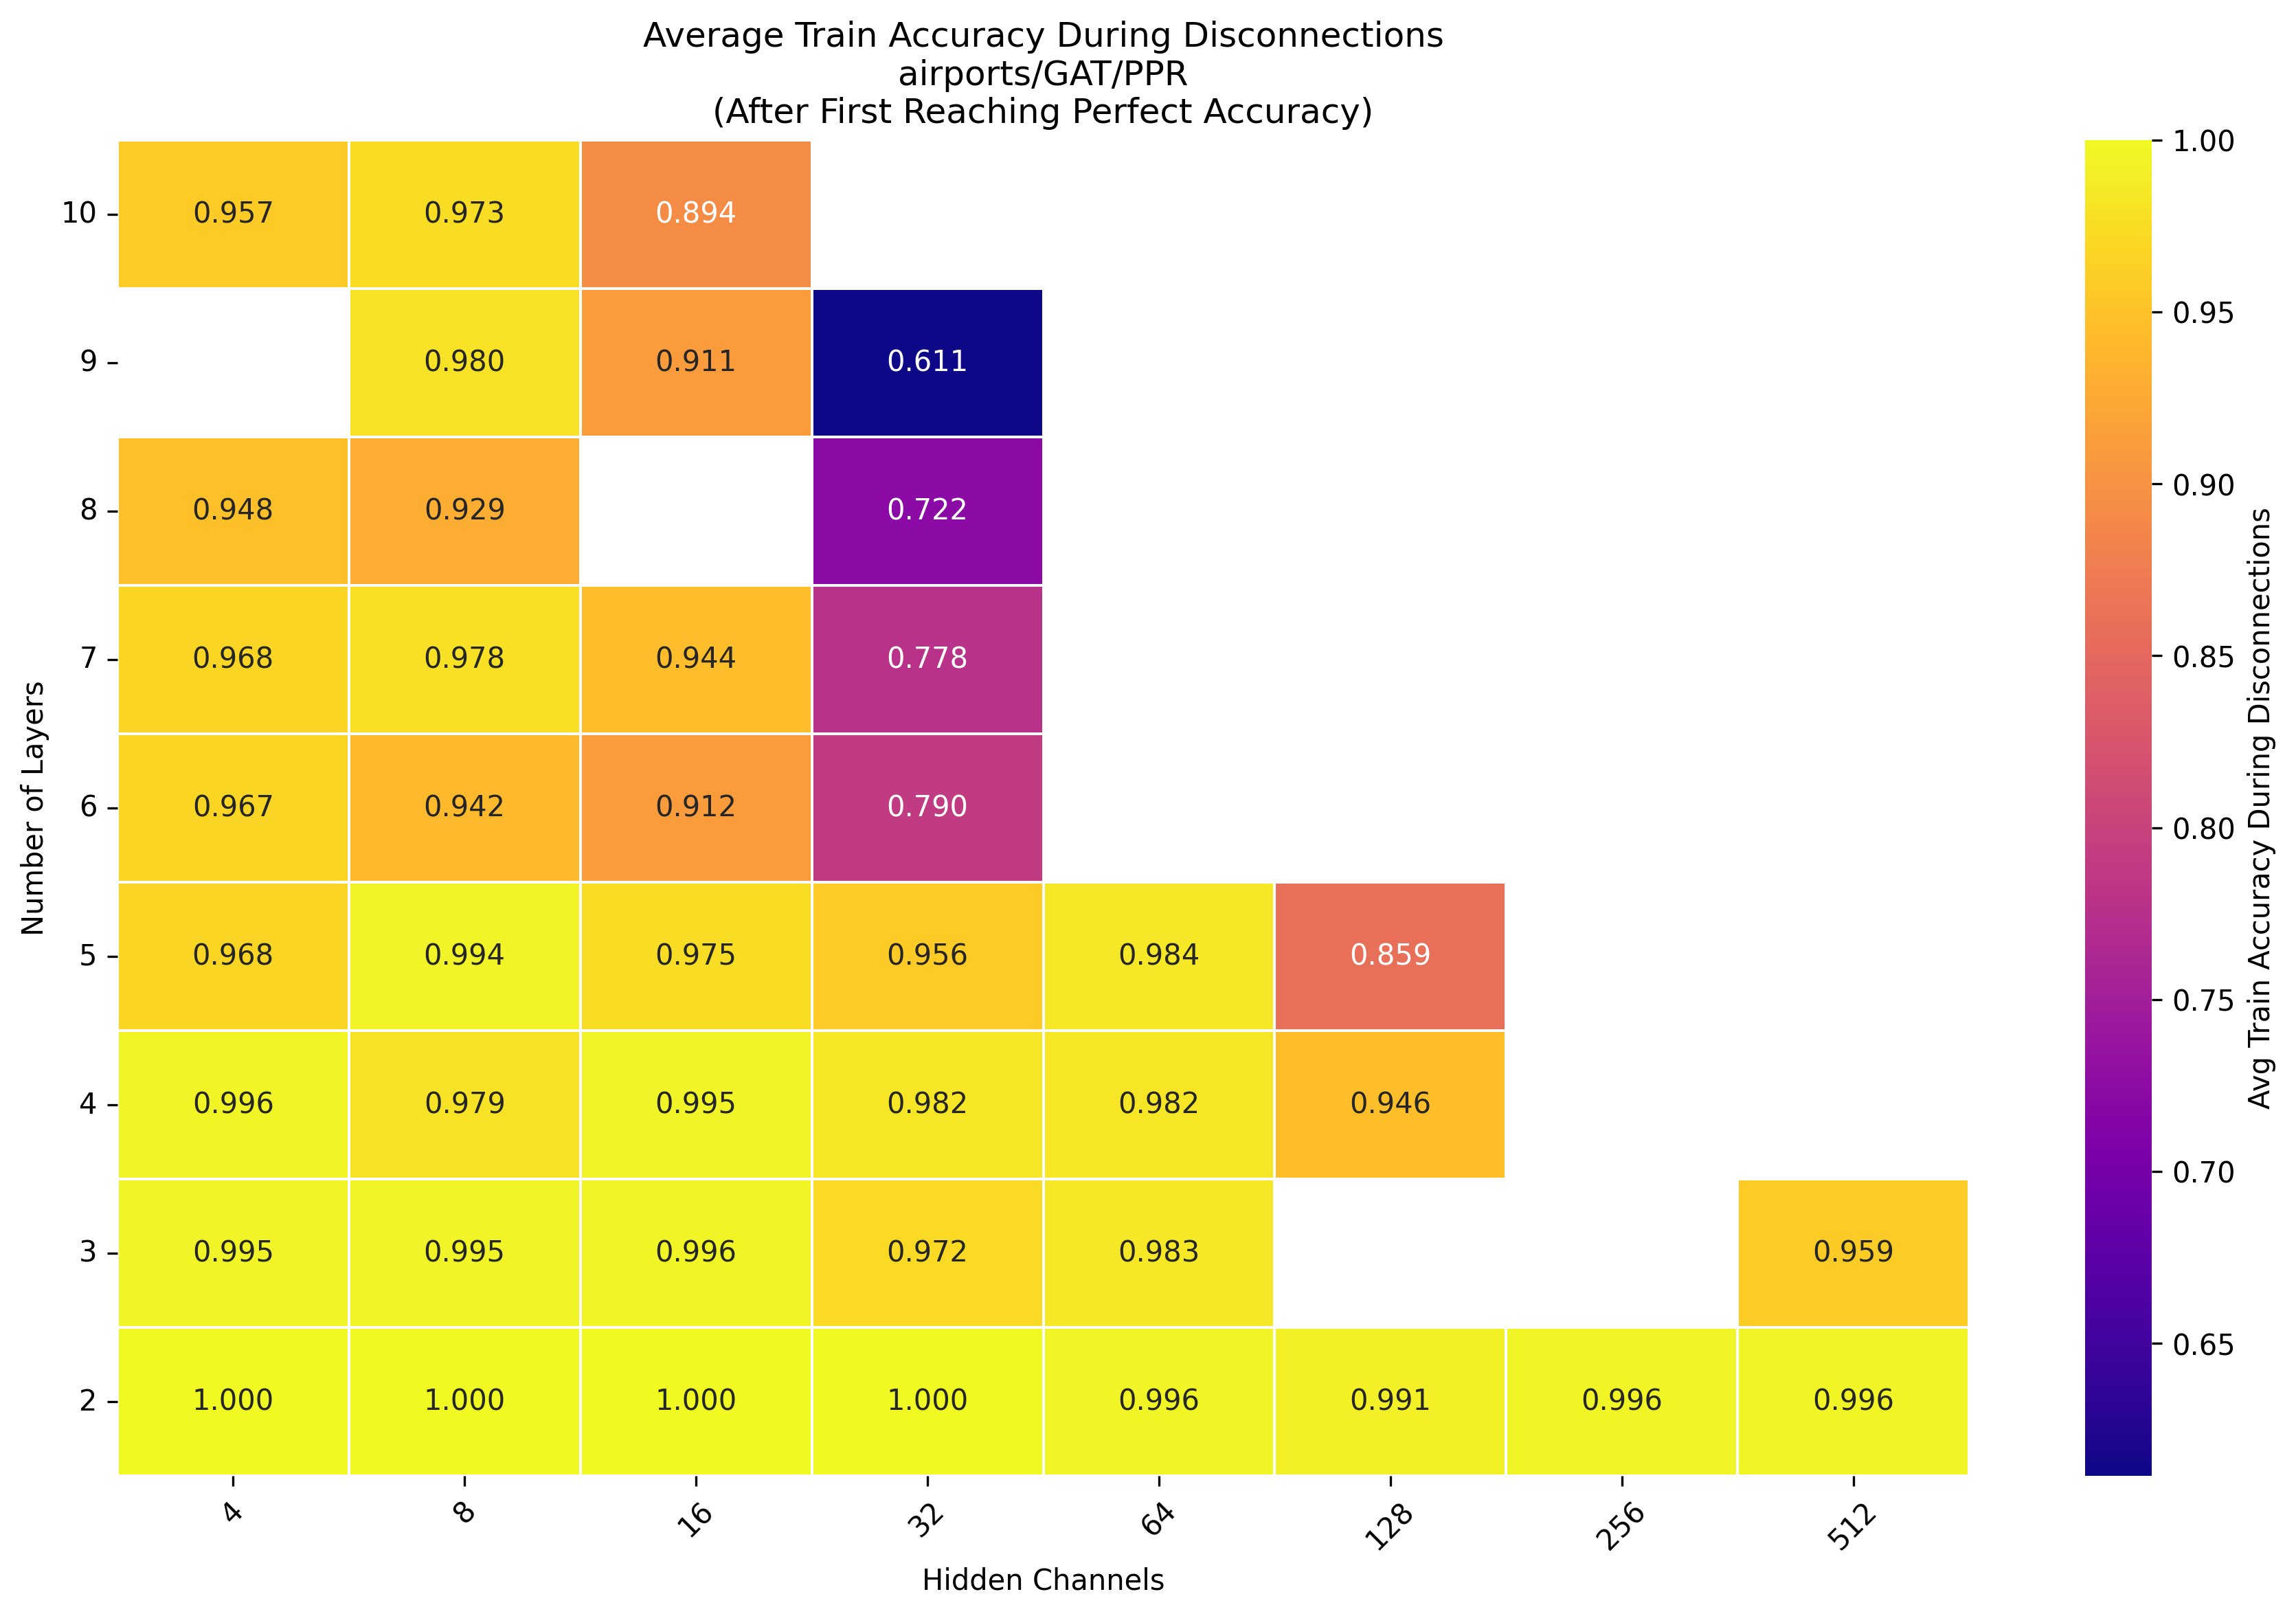 Average Train Accuracy During Disconnections
airports/GAT/PPR
(After First Reaching Perfect Accuracy)
10 0.957 0.973 0.894
9 0.980 0.911 0.611
8 0.948 0.929 0.722
7 0.968 0.978 0.944 0.778
6 0.967 0.942 0.912 0.790
5 0.968 0.994 0.975 0.956 0.984 0.859
4 0.996 0.979 0.995 0.982 0.982 0.946
3 0.995 0.995 0.996 0.972 0.983 0.959
2 1.000 1.000 1.000 1.000 0.996 0.991 0.996 0.996
4 8 16 32 64 128 256 512
Hidden Channels
Number of Layers
1.00
0.95
0.90
0.85
0.80
0.75
0.70
0.65
Avg Train Accuracy During Disconnections